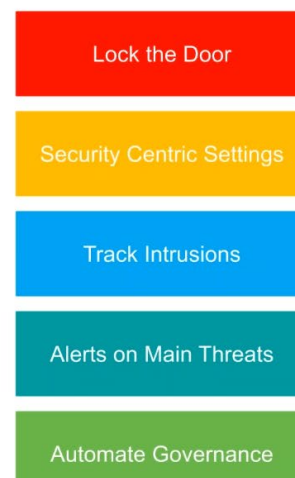 Lock the Door
Security Centric Settings
Track Intrusions
Alerts on Main Threats
Automate Governance